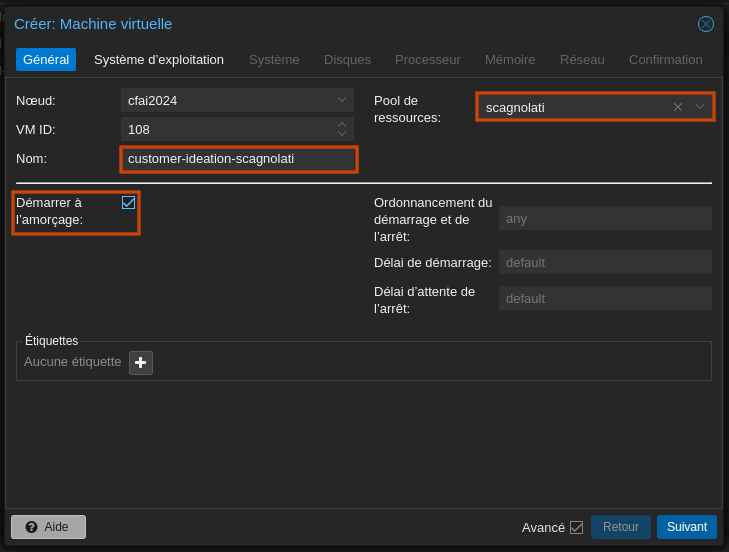 Créer: Machine virtuelle
Général Système d'exploitation Système Disques Processeur Mémoire Réseau Confirmation
Nœud: cfai2024
VM ID: 108
Nom: customer-ideation-scagnolati
Pool de
ressources: scagnolati
Démarrer à
l'amorçage:
Ordonnancement du
démarrage et de
l'arrêt: any
Délai de démarrage: default
Délai d'attente de
l'arrêt: default
Étiquettes
Aucune étiquette
Aide Avancé Retour Suivant